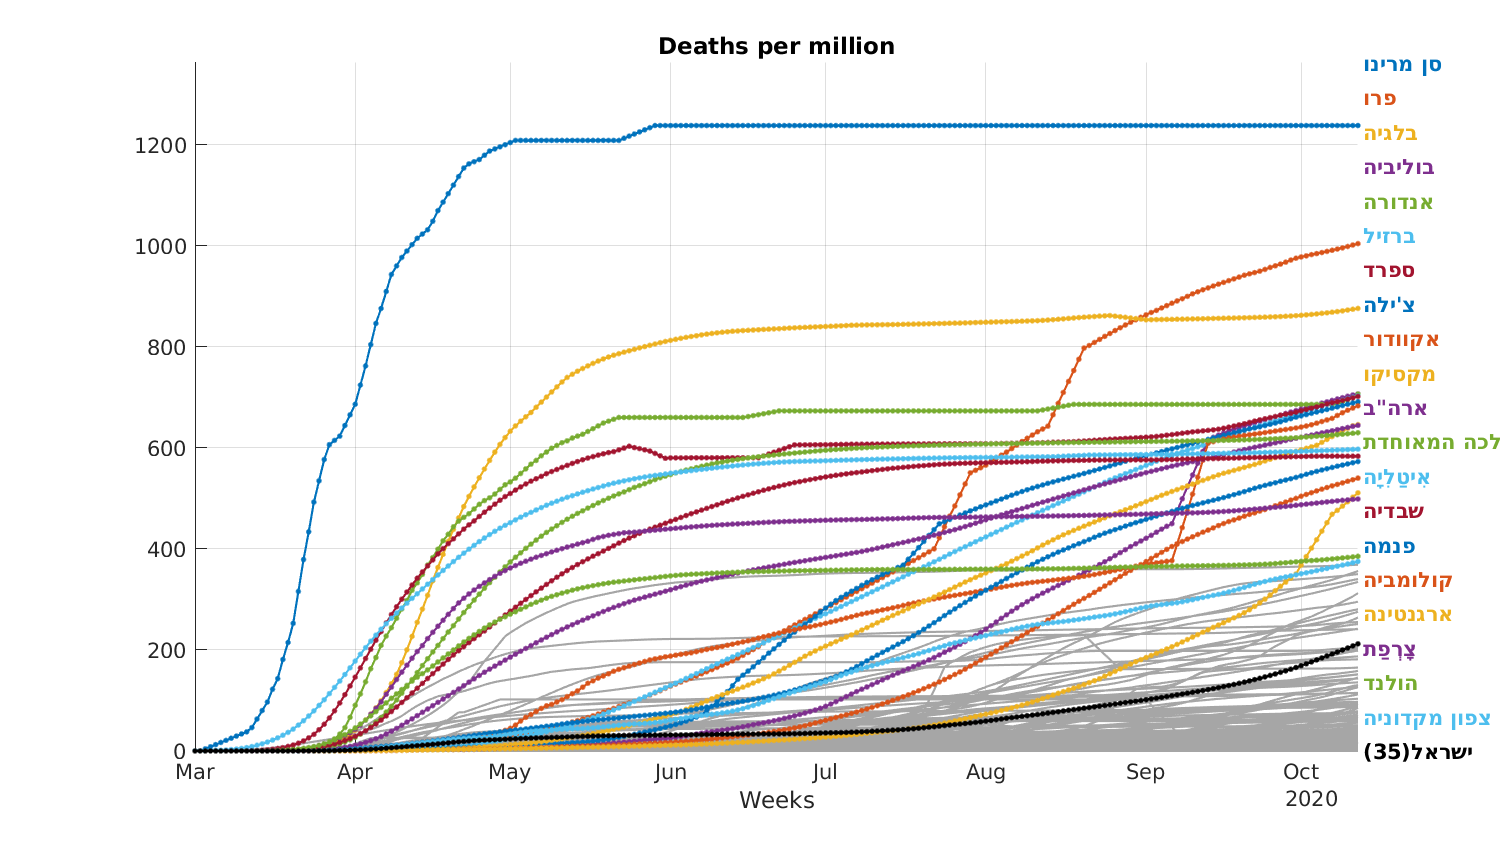 Deaths per million
1200
1000
800
600
400
200
0
Mar
Apr
May
Jun
Jul
Aug
Sep
Oct
2020
Weeks
סן מרינו
פרו
בלגיה
בוליביה
אנדורה
ברזיל
ספרד
צ'ילה
אקוודור
מקסיקו
ארה"ב
לכה המאוחדת
אִיטַלְיָה
שבדיה
פנמה
קולומביה
ארגנטינה
צָרְפַת
הולנד
צפון מקדוניה
ישראל(35)